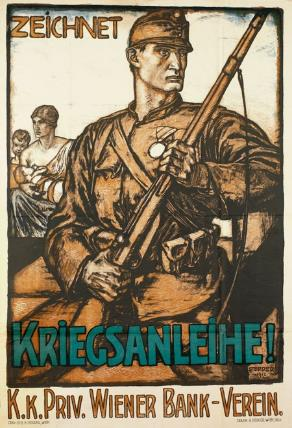 ZEICHNET
KRIEGSANLEIHE!
K.K. PRIV. WIENER BANK-VEREIN.